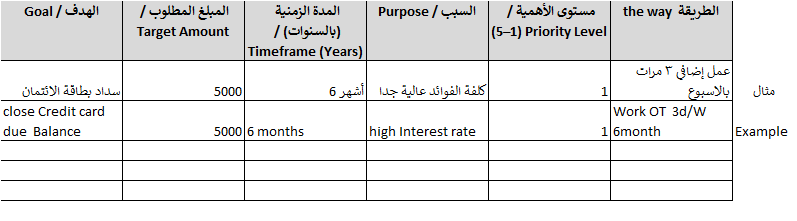 Goal / الهدف
المبلغ المطلوب /
Target Amount
المدة الزمنية
(بالسنوات) /
Timeframe (Years)
Purpose / السبب
مستوى الأهمية /
(5–1) Priority Level
the way الطريقة
سداد بطاقة الائتمان
5000
6 أشهر
كلفة الفوائد عالية جدا
1
عمل إضافي ٣ مرات
بالاسبوع
مثال
close Credit card
due Balance
5000
6 months
high Interest rate
1
Work OT 3d/W
6month
Example